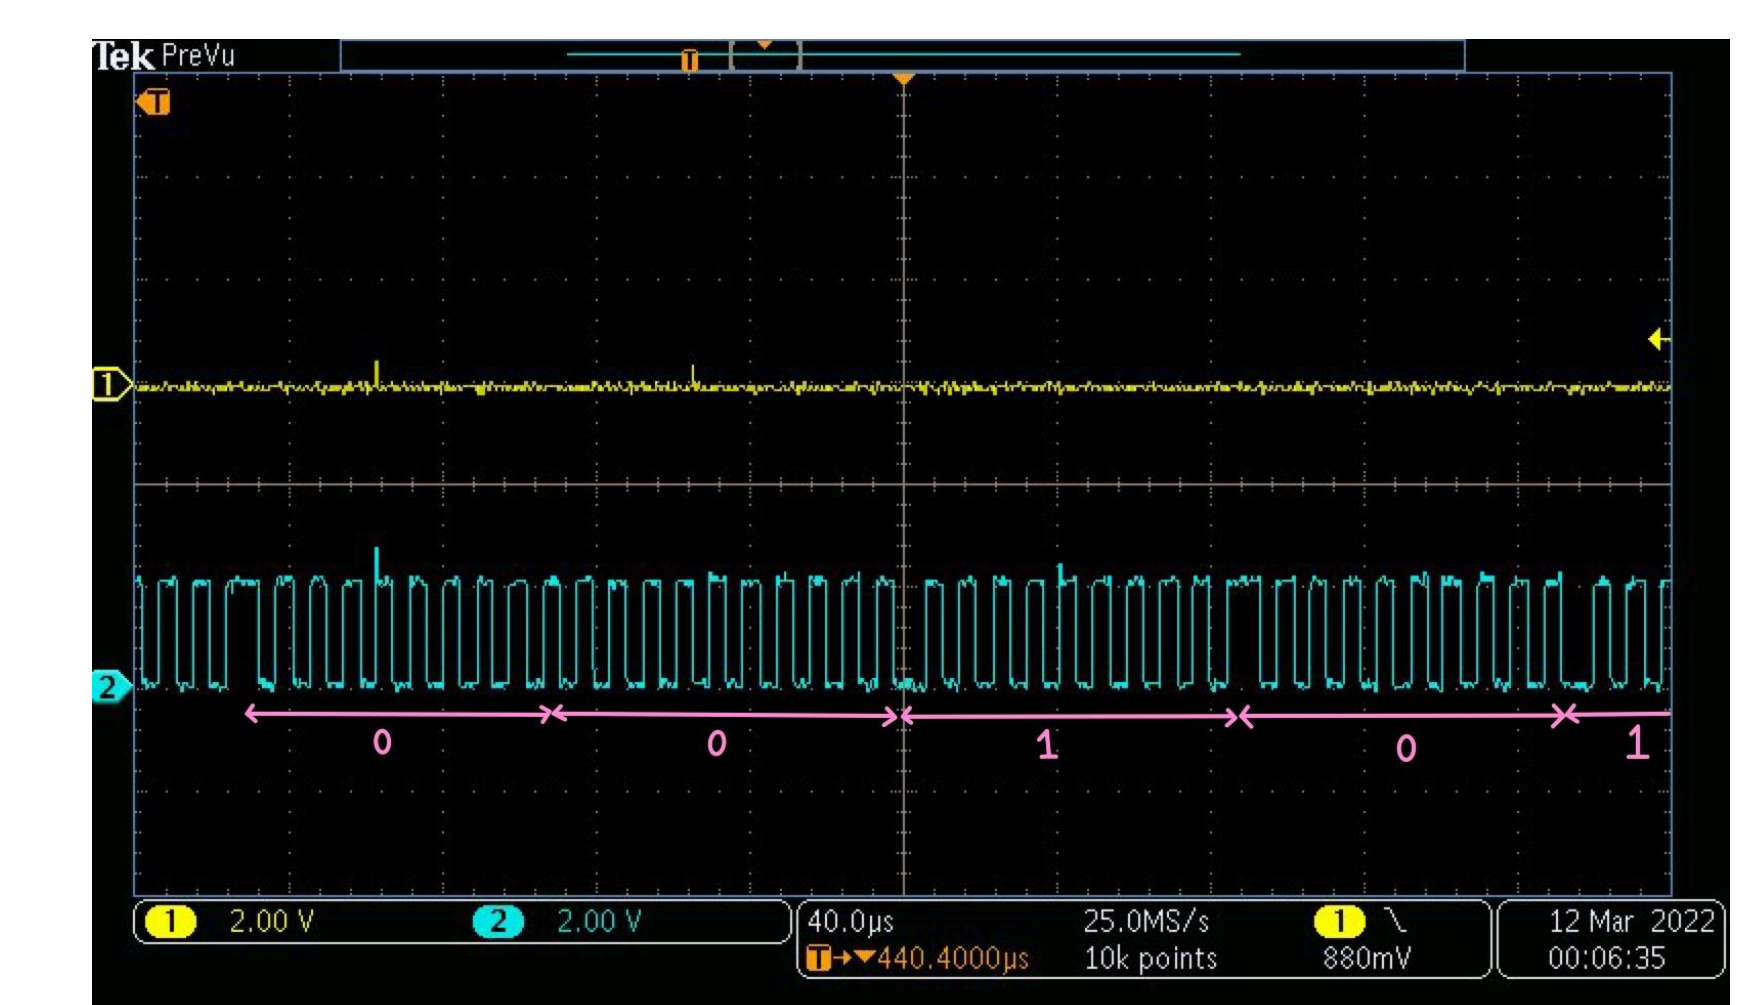 Tek PreVu
T
T
1
2
0 0 1 0 1
1 2.00 V 2 2.00 V
40.0µs 25.0MS/s 1 12 Mar 2022
T→▼440.4000µs 10k points 880mV 00:06:35